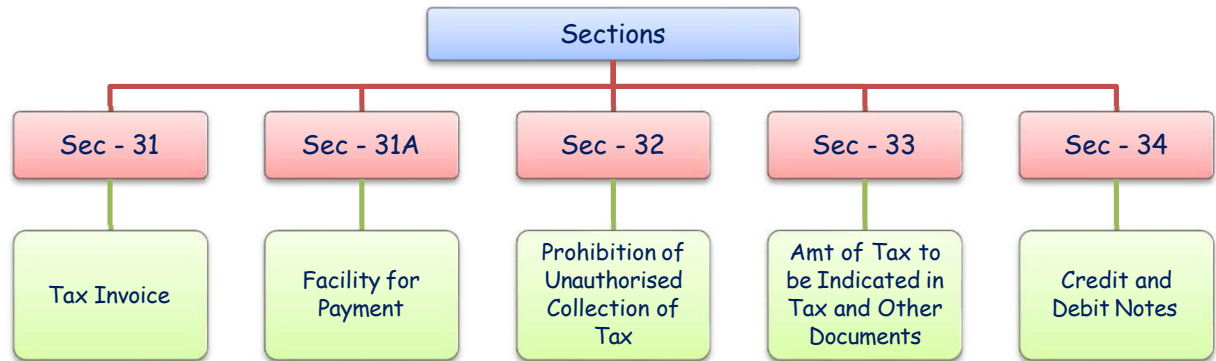 Sections
Sec - 31
Sec - 31A
Sec - 32
Sec - 33
Sec - 34
Tax Invoice
Facility for
Payment
Prohibition of
Unauthorised
Collection of
Tax
Amt of Tax to
be Indicated in
Tax and Other
Documents
Credit and
Debit Notes